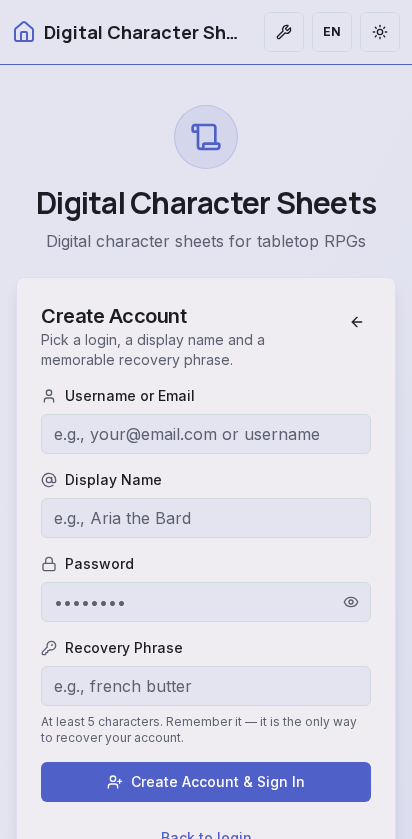 Digital Character Sh...
EN
Digital Character Sheets
Digital character sheets for tabletop RPGs
Create Account
Pick a login, a display name and a
memorable recovery phrase.
Username or Email
e.g., your@email.com or username
Display Name
e.g., Aria the Bard
Password
••••••••
Recovery Phrase
e.g., french butter
At least 5 characters. Remember it — it is the only way
to recover your account.
Create Account & Sign In
Back to login